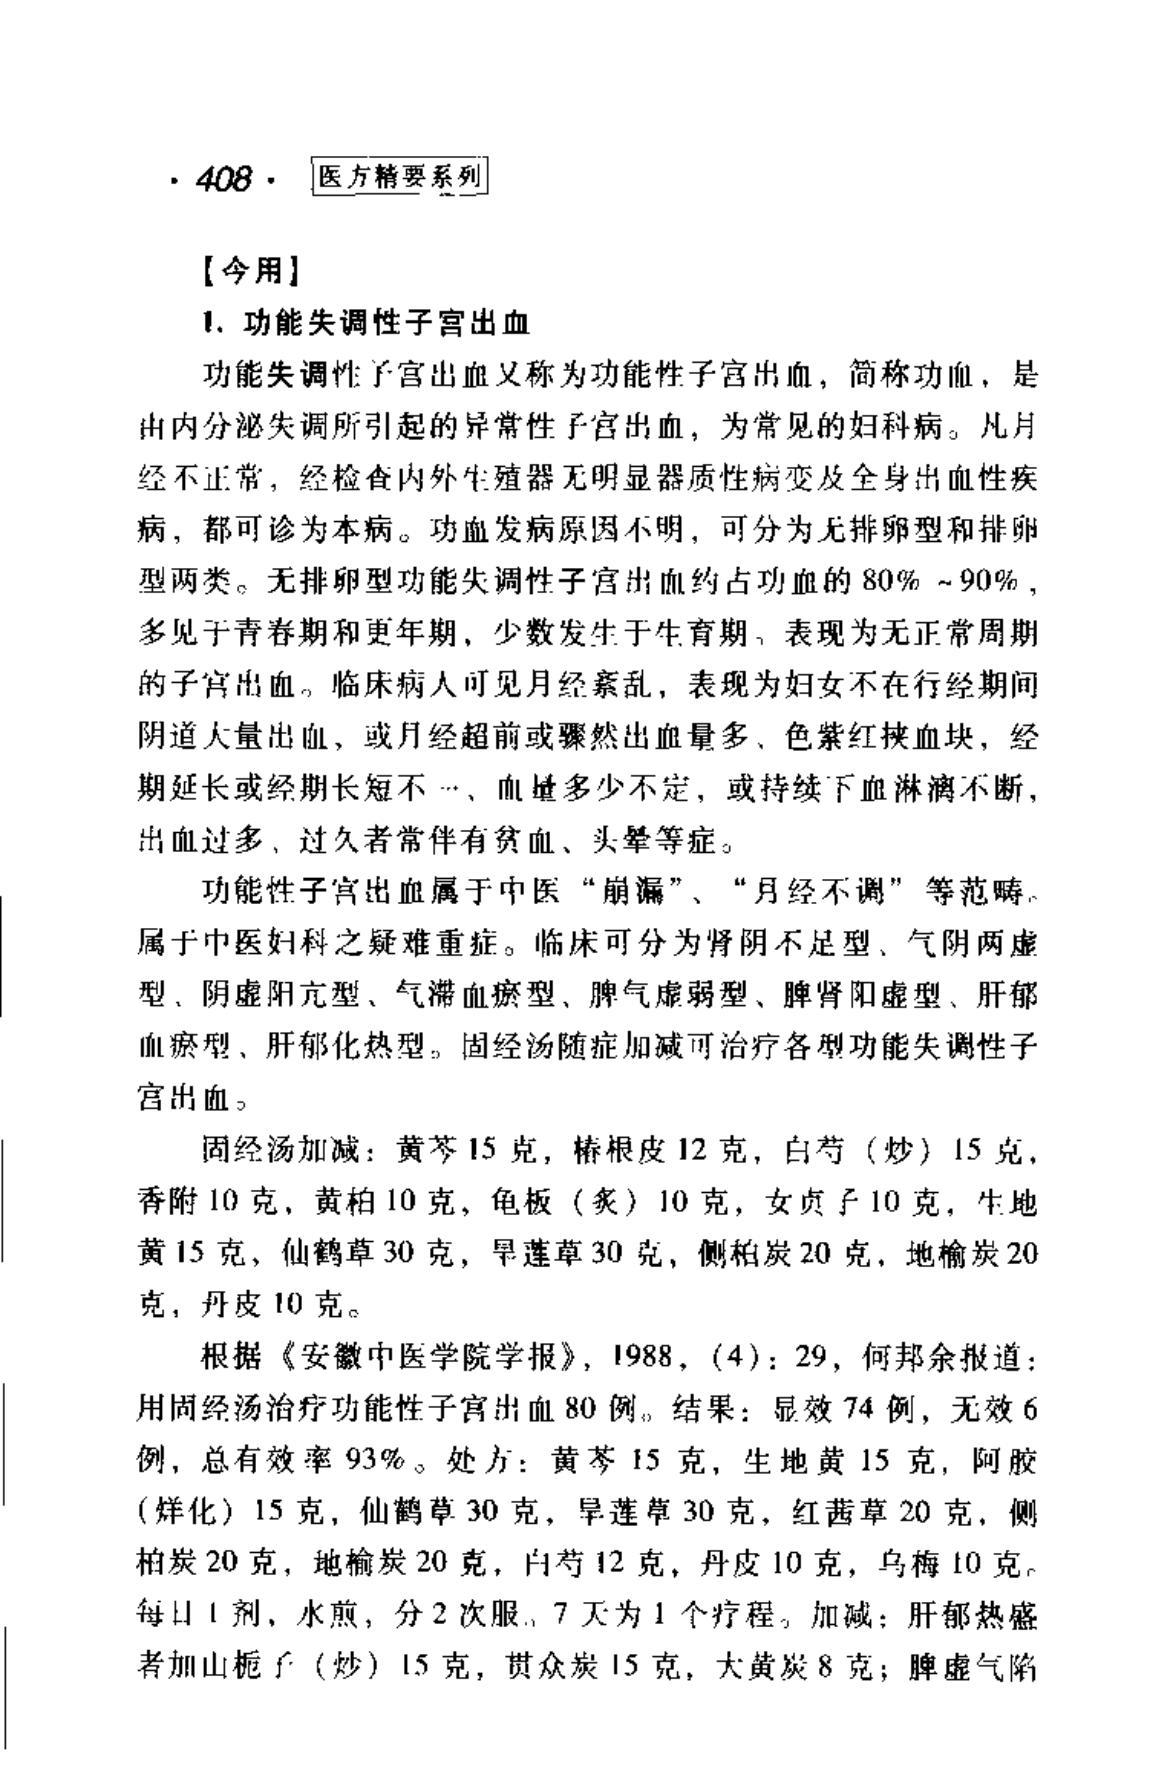 · 408 · 医方精要系列
【今用】
1. 功能失调性子宫出血
功能失调性子宫出血又称为功能性子宫出血，简称功血，是
由内分泌失调所引起的异常性子宫出血，为常见的妇科病。凡月
经不正常，经检查内外生殖器无明显器质性病变及全身出血性疾
病，都可诊为本病。功血发病原因不明，可分为无排卵型和排卵
型两类。无排卵型功能失调性子宫出血约占功血的 80% ~90%，
多见于青春期和更年期，少数发生于生育期。表现为无正常周期
的子宫出血。临床病人可见月经紊乱，表现为妇女不在行经期间
阴道大量出血，或月经超前或骤然出血量多、色紫红挟血块，经
期延长或经期长短不一、血量多少不定，或持续下血淋漓不断，
出血过多、过久者常伴有贫血、头晕等症。
功能性子宫出血属于中医“崩漏”、“月经不调”等范畴。
属于中医妇科之疑难重症。临床可分为肾阴不足型、气阴两虚
型、阴虚阳亢型、气滞血瘀型、脾气虚弱型、脾肾阳虚型、肝郁
血瘀型、肝郁化热型。固经汤随症加减可治疗各型功能失调性子
宫出血。
固经汤加减：黄芩 15 克，椿根皮 12 克，白芍（炒）15 克，
香附 10 克，黄柏 10 克，龟板（炙）10 克，女贞子 10 克，生地
黄 15 克，仙鹤草 30 克，旱莲草 30 克，侧柏炭 20 克，地榆炭 20
克，丹皮 10 克。
根据《安徽中医学院学报》，1988，(4)：29，何邦余报道：
用固经汤治疗功能性子宫出血 80 例。结果：显效 74 例，无效 6
例，总有效率 93%。处方：黄芩 15 克，生地黄 15 克，阿胶
（烊化）15 克，仙鹤草 30 克，旱莲草 30 克，红茜草 20 克，侧
柏炭 20 克，地榆炭 20 克，白芍 12 克，丹皮 10 克，乌梅 10 克。
每日 1 剂，水煎，分 2 次服。7 天为 1 个疗程。加减：肝郁热盛
者加山栀子（炒）15 克，贯众炭 15 克，大黄炭 8 克；脾虚气陷